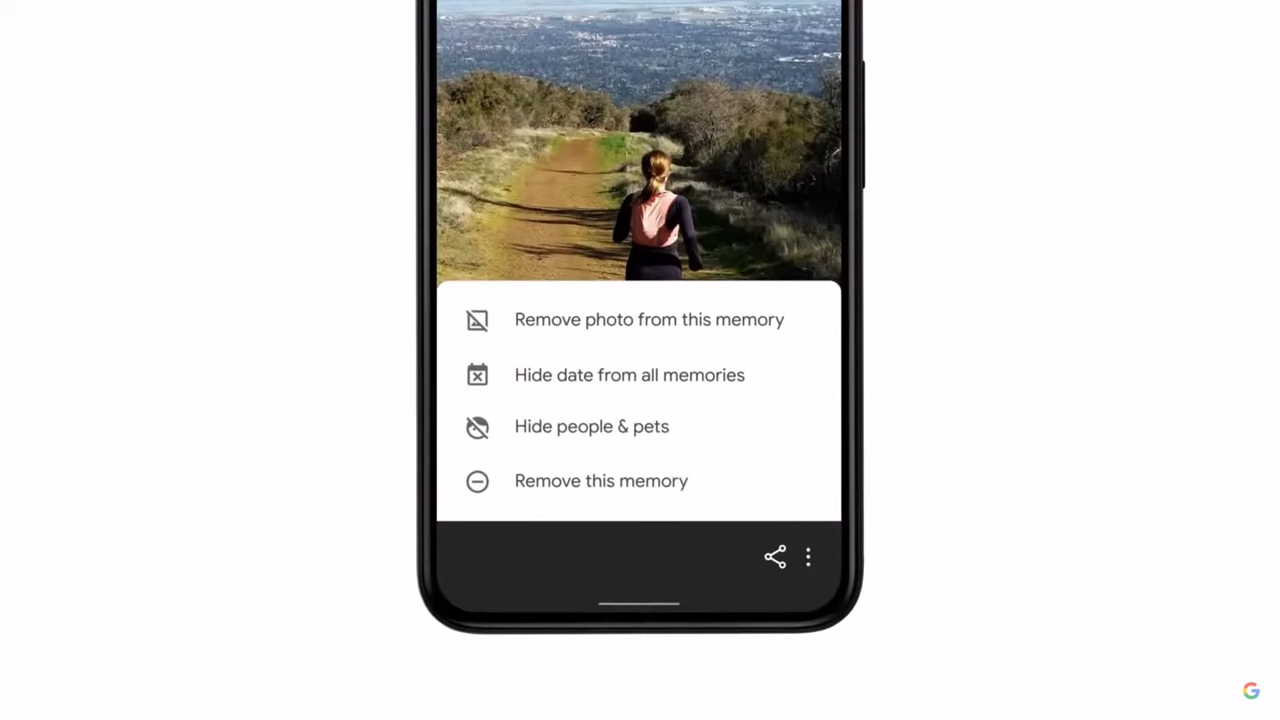 Remove photo from this memory
Hide date from all memories
Hide people & pets
Remove this memory